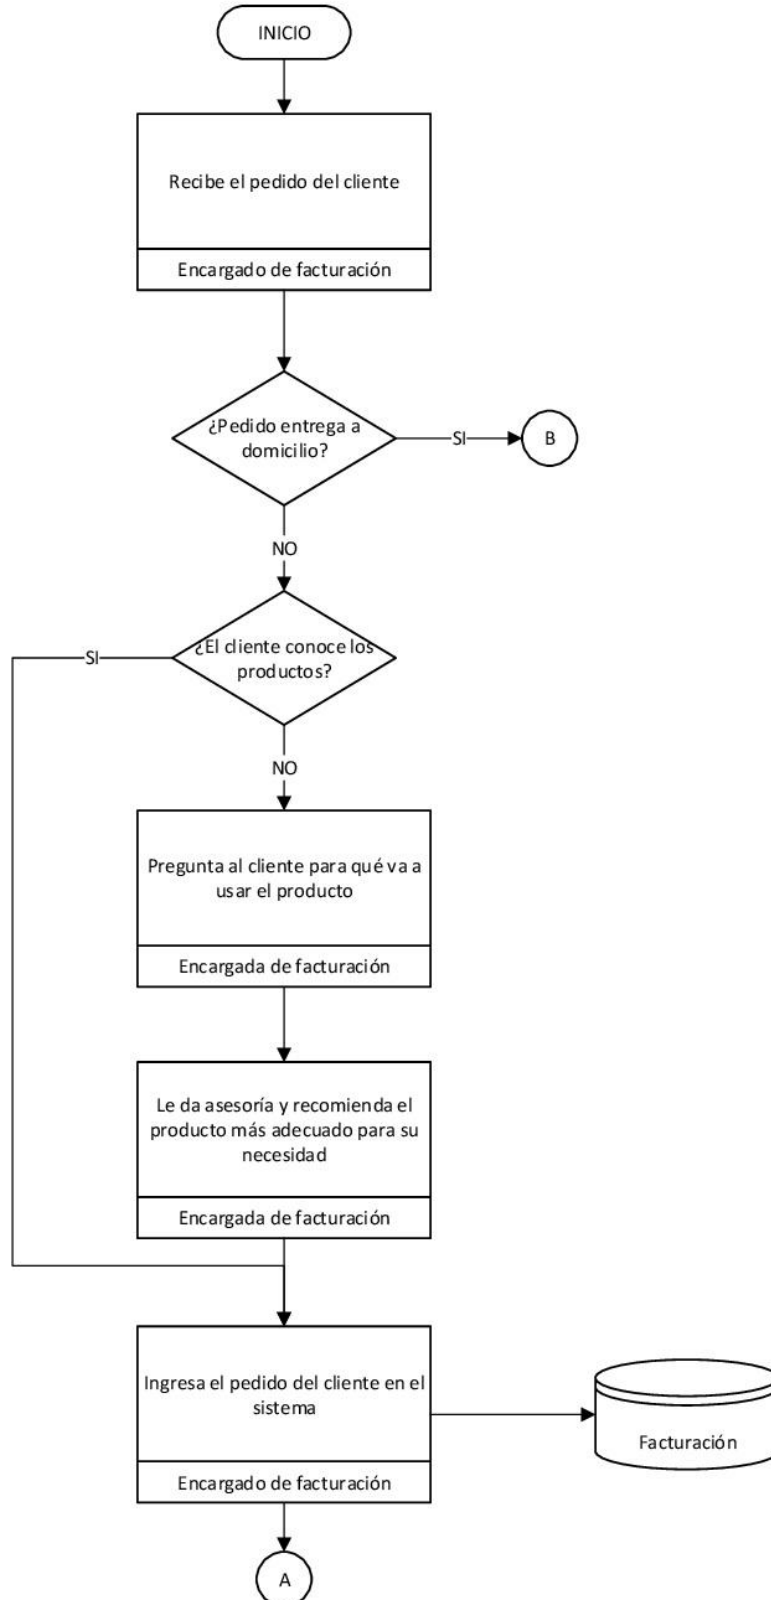 INICIO
Recibe el pedido del cliente
Encargado de facturación
¿Pedido entrega a
domicilio?
SI
B
NO
¿El cliente conoce los
productos?
SI
NO
Pregunta al cliente para qué va a
usar el producto
Encargada de facturación
Le da asesoría y recomienda el
producto más adecuado para su
necesidad
Encargada de facturación
Ingresa el pedido del cliente en el
sistema
Facturación
Encargado de facturación
A